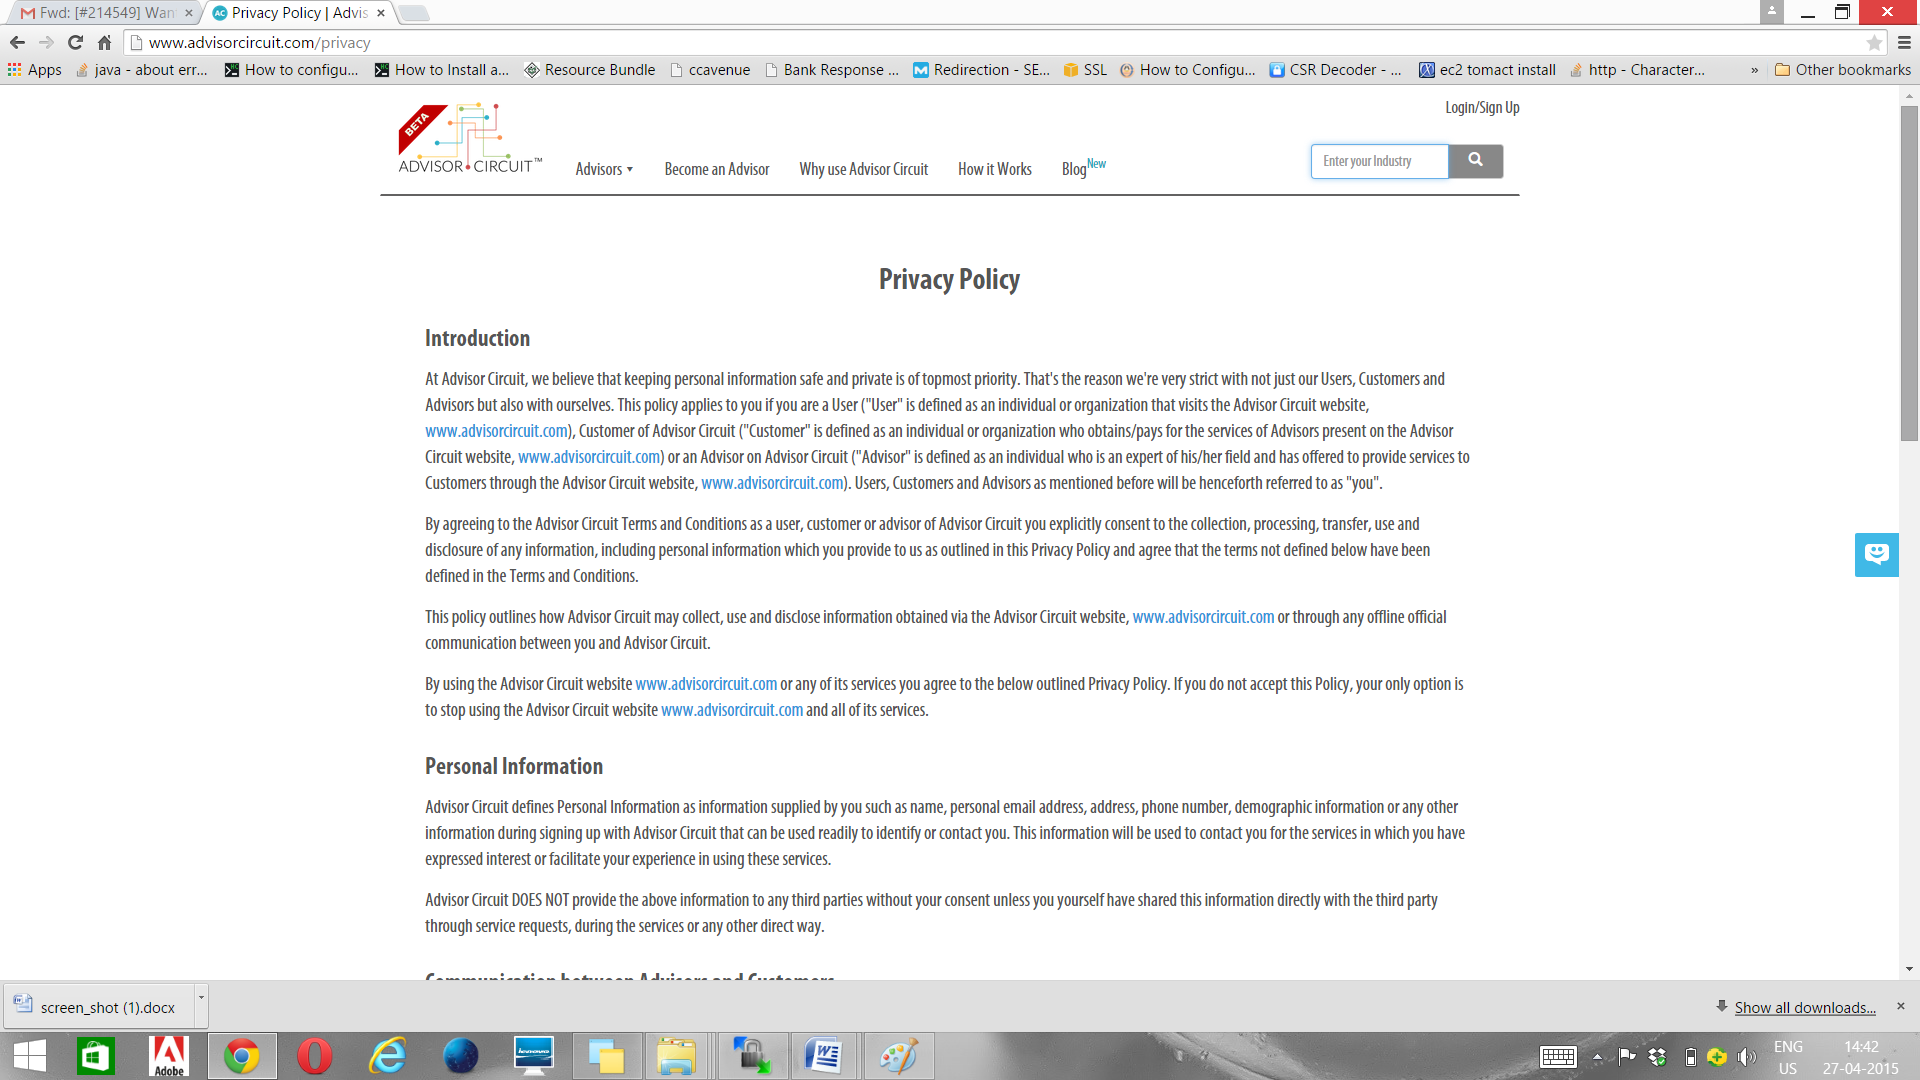 Fwd: [#214549] Wan
Privacy Policy | Advis
www.advisorcircuit.com/privacy
Apps
java - about err...
How to configu...
How to Install a...
Resource Bundle
ccavenue
Bank Response ...
Redirection - SE...
SSL
How to Configu...
CSR Decoder - ...
ec2 tomact install
http - Character...
»
Other bookmarks
Login/Sign Up
BETA
ADVISOR CIRCUIT™
Advisors
Become an Advisor
Why use Advisor Circuit
How it Works
Blog New
Enter your Industry
Privacy Policy
Introduction
At Advisor Circuit, we believe that keeping personal information safe and private is of topmost priority. That's the reason we're very strict with not just our Users, Customers and
Advisors but also with ourselves. This policy applies to you if you are a User ("User" is defined as an individual or organization that visits the Advisor Circuit website,
www.advisorcircuit.com), Customer of Advisor Circuit ("Customer" is defined as an individual or organization who obtains/pays for the services of Advisors present on the Advisor
Circuit website, www.advisorcircuit.com) or an Advisor on Advisor Circuit ("Advisor" is defined as an individual who is an expert of his/her field and has offered to provide services to
Customers through the Advisor Circuit website, www.advisorcircuit.com). Users, Customers and Advisors as mentioned before will be henceforth referred to as "you".
By agreeing to the Advisor Circuit Terms and Conditions as a user, customer or advisor of Advisor Circuit you explicitly consent to the collection, processing, transfer, use and
disclosure of any information, including personal information which you provide to us as outlined in this Privacy Policy and agree that the terms not defined below have been
defined in the Terms and Conditions.
This policy outlines how Advisor Circuit may collect, use and disclose information obtained via the Advisor Circuit website, www.advisorcircuit.com or through any offline official
communication between you and Advisor Circuit.
By using the Advisor Circuit website www.advisorcircuit.com or any of its services you agree to the below outlined Privacy Policy. If you do not accept this Policy, your only option is
to stop using the Advisor Circuit website www.advisorcircuit.com and all of its services.
Personal Information
Advisor Circuit defines Personal Information as information supplied by you such as name, personal email address, address, phone number, demographic information or any other
information during signing up with Advisor Circuit that can be used readily to identify or contact you. This information will be used to contact you for the services in which you have
expressed interest or facilitate your experience in using these services.
Advisor Circuit DOES NOT provide the above information to any third parties without your consent unless you yourself have shared this information directly with the third party
through service requests, during the services or any other direct way.
Communication between Advisors and Customers
screen_shot (1).docx
Show all downloads...
Adobe
ENG
US
14:42
27-04-2015